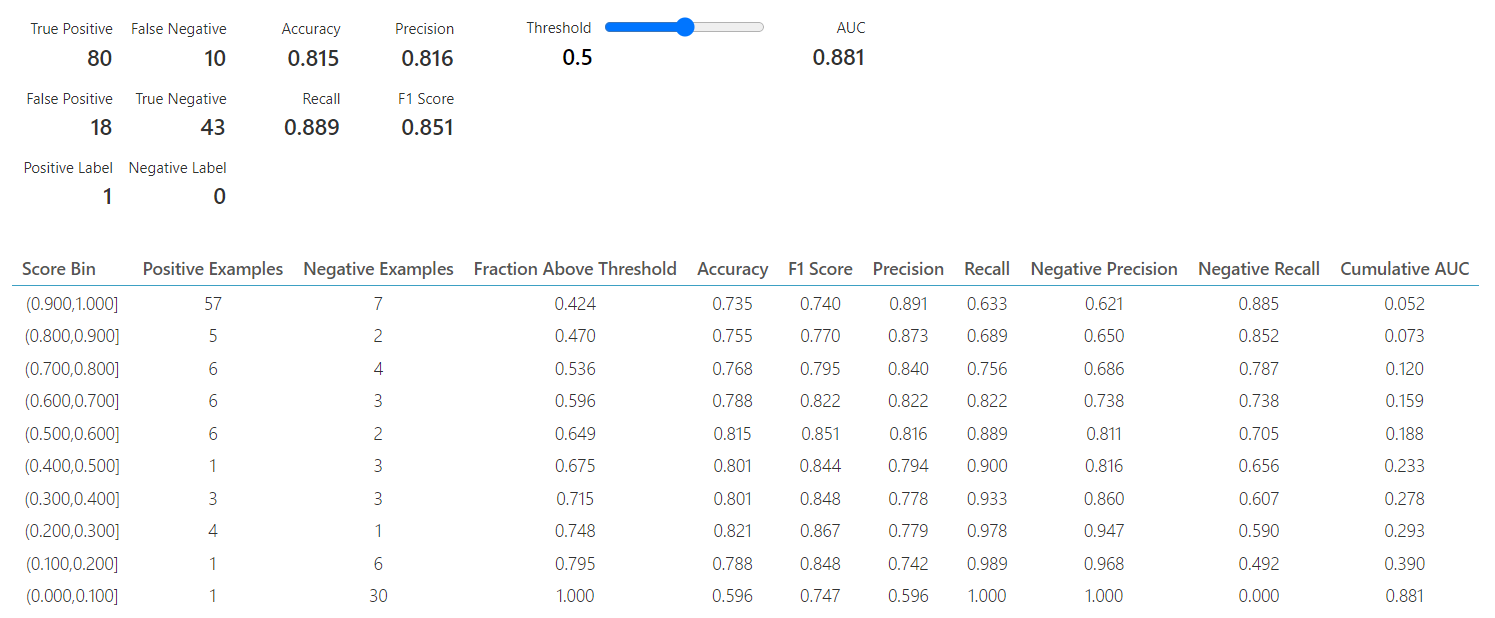 True Positive False Negative Accuracy Precision Threshold AUC
80 10 0.815 0.816 0.5 0.881
False Positive True Negative Recall F1 Score
18 43 0.889 0.851
Positive Label Negative Label
1 0
Score Bin Positive Examples Negative Examples Fraction Above Threshold Accuracy F1 Score Precision Recall Negative Precision Negative Recall Cumulative AUC
(0.900,1.000] 57 7 0.424 0.735 0.740 0.891 0.633 0.621 0.885 0.052
(0.800,0.900] 5 2 0.470 0.755 0.770 0.873 0.689 0.650 0.852 0.073
(0.700,0.800] 6 4 0.536 0.768 0.795 0.840 0.756 0.686 0.787 0.120
(0.600,0.700] 6 3 0.596 0.788 0.822 0.822 0.822 0.738 0.738 0.159
(0.500,0.600] 6 2 0.649 0.815 0.851 0.816 0.889 0.811 0.705 0.188
(0.400,0.500] 1 3 0.675 0.801 0.844 0.794 0.900 0.816 0.656 0.233
(0.300,0.400] 3 3 0.715 0.801 0.848 0.778 0.933 0.860 0.607 0.278
(0.200,0.300] 4 1 0.748 0.821 0.867 0.779 0.978 0.947 0.590 0.293
(0.100,0.200] 1 6 0.795 0.788 0.848 0.742 0.989 0.968 0.492 0.390
(0.000,0.100] 1 30 1.000 0.596 0.747 0.596 1.000 1.000 0.000 0.881